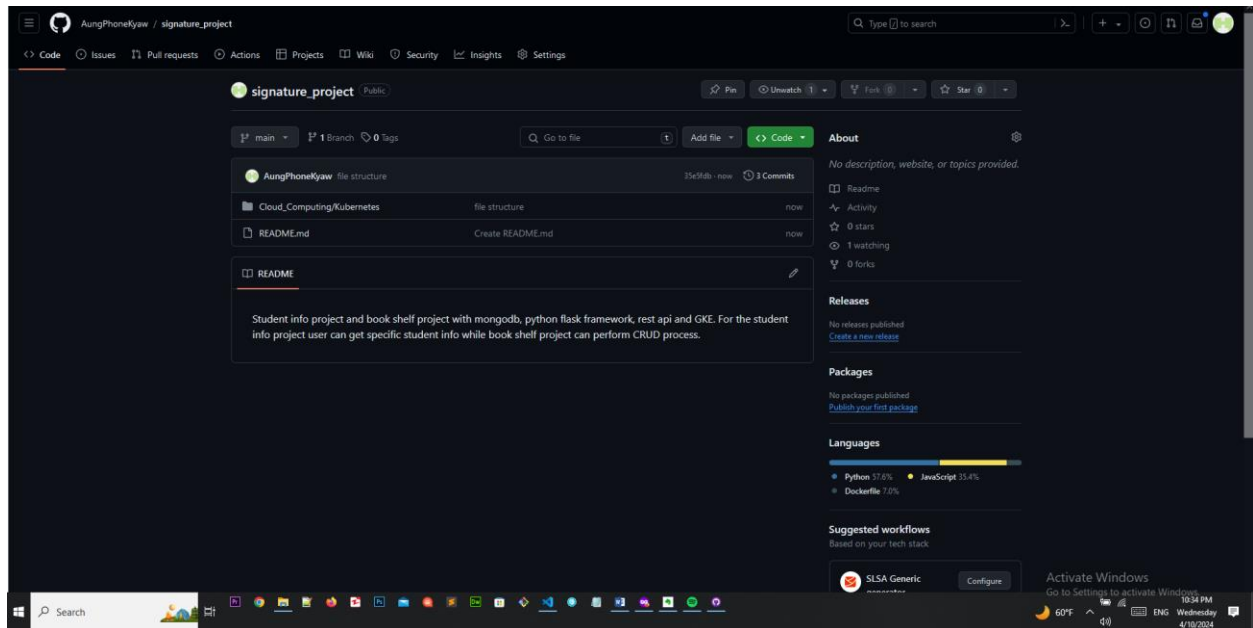 AungPhoneKyaw / signature_project
Type / to search
Code Issues Pull requests Actions Projects Wiki Security Insights Settings
signature_project Public
Pin Unwatch 1 Fork 0 Star 0
main 1 Branch 0 Tags Go to file t Add file Code
AungPhoneKyaw file structure 35e5fdb · now 3 Commits
Cloud_Computing/Kubernetes file structure now
README.md Create README.md now
README
Student info project and book shelf project with mongodb, python flask framework, rest api and GKE. For the student
info project user can get specific student info while book shelf project can perform CRUD process.
About
No description, website, or topics provided.
Readme
Activity
0 stars
1 watching
0 forks
Releases
No releases published
Create a new release
Packages
No packages published
Publish your first package
Languages
Python 57.6% JavaScript 35.4%
Dockerfile 7.0%
Suggested workflows
Based on your tech stack
SLSA Generic
generator
Configure
Activate Windows
Go to Settings to activate Windows.
Search
60°F
ENG
10:34 PM
Wednesday
4/10/2024